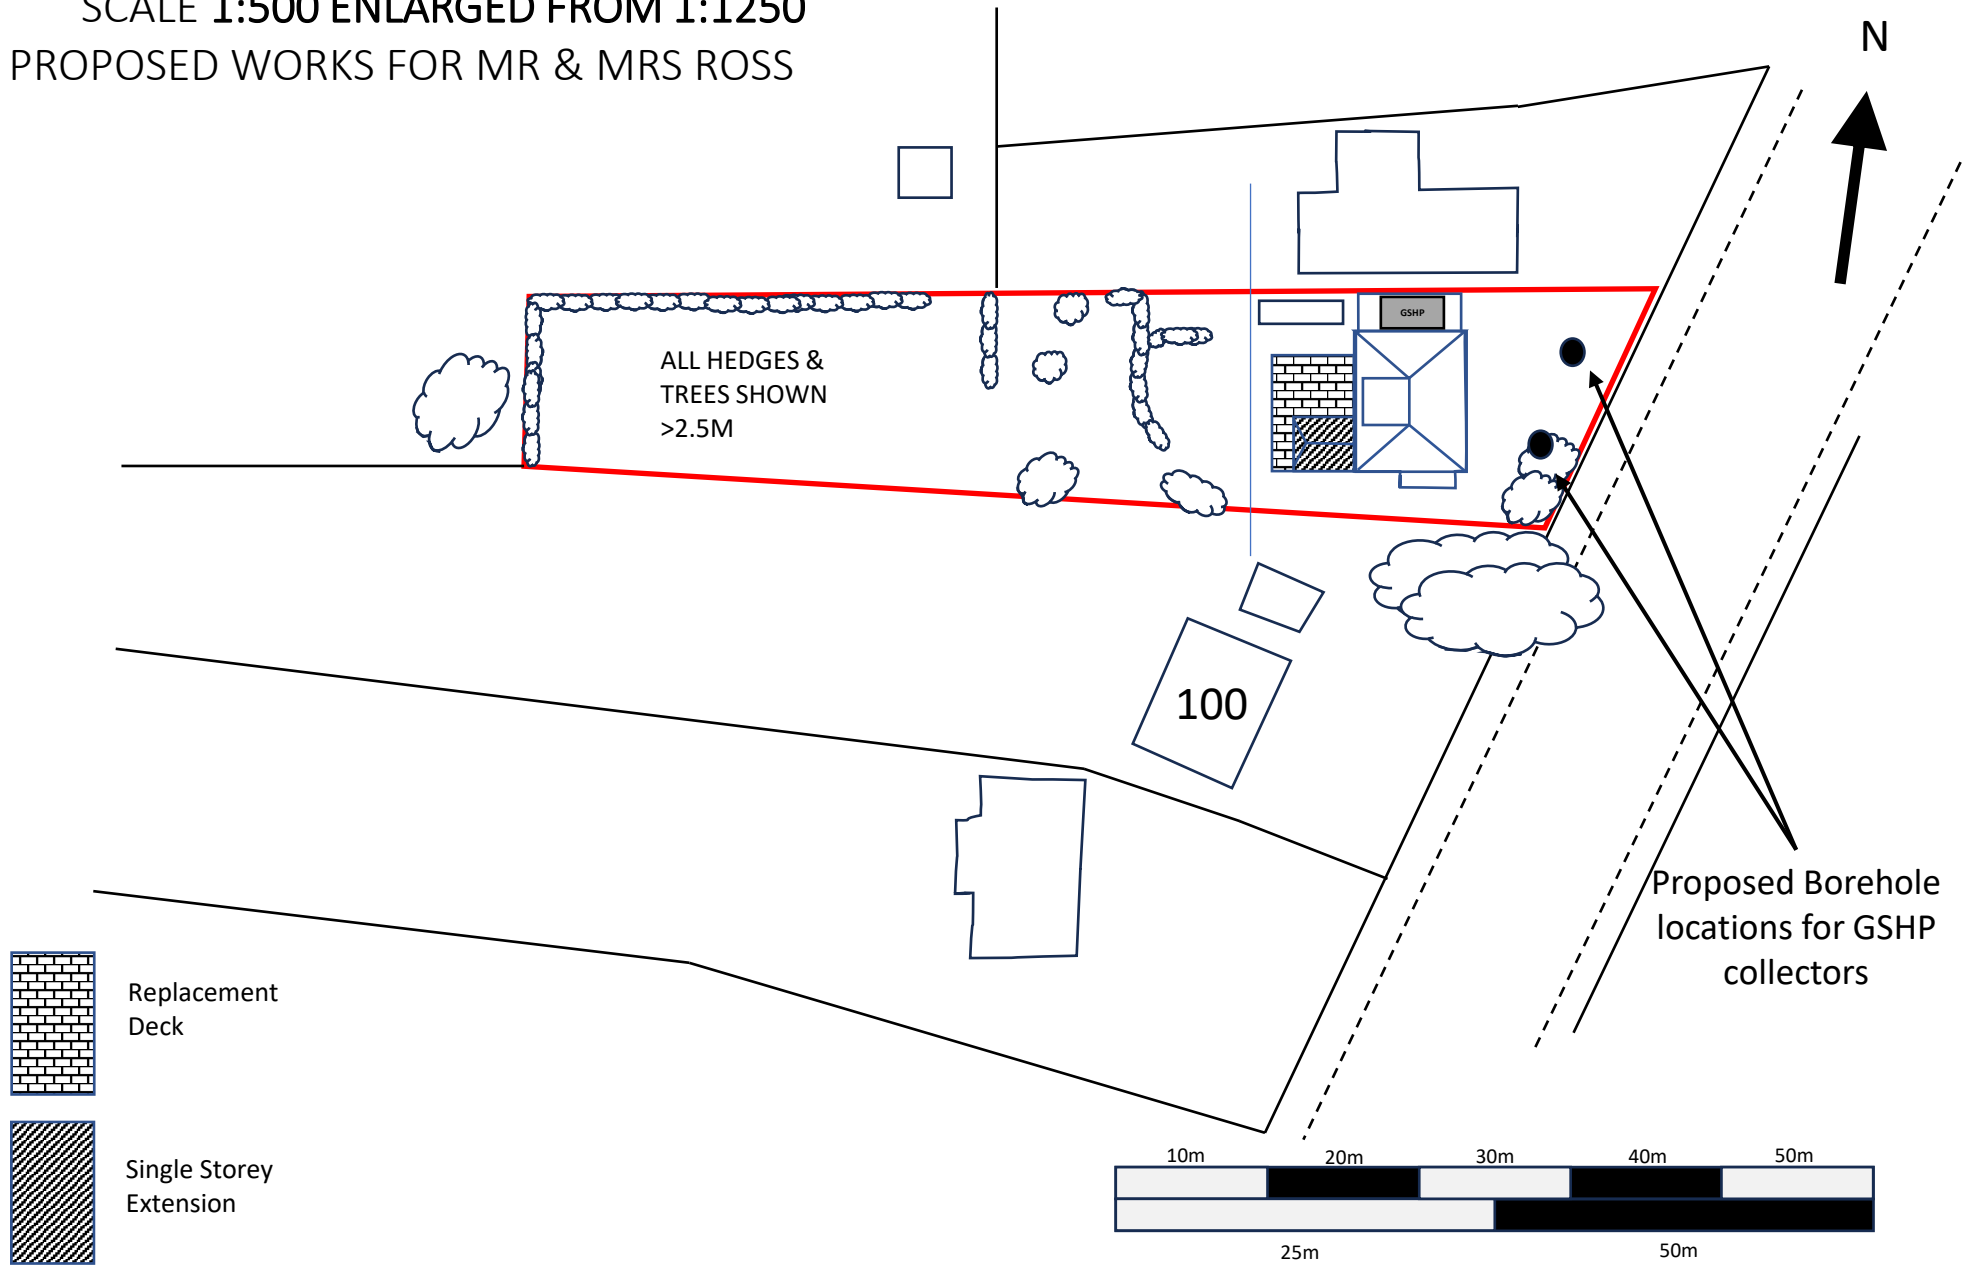 SCALE 1:500 ENLARGED FROM 1:1250
PROPOSED WORKS FOR MR & MRS ROSS
N
GSHP
ALL HEDGES &
TREES SHOWN
>2.5M
100
Proposed Borehole
locations for GSHP
collectors
Replacement
Deck
Single Storey
Extension
10m 20m 30m 40m 50m
25m 50m